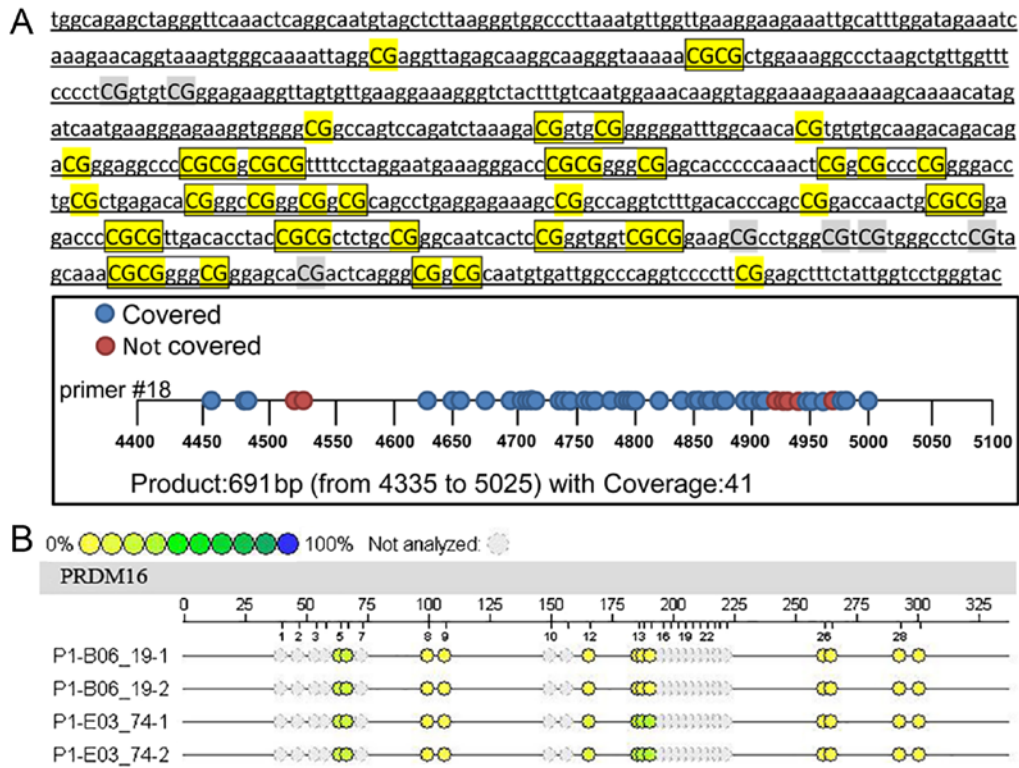 A
tggcagagctagggttcaaactcaggcaatgtagctcttaagggtggcccttaaatgttggttgaagaagaaattgcatttggatagaaatc
aaagaacaggtaaagtgggcaaaattaggCGaggttagagcaaggcaagggtaaaaaCGCGctggaaaggccctaagctgttggttt
cccctCGgtgtCGggagaaggttagtgttgaaggaaagggtctactttgtcaatggaaacaaggtaggaaaagaaaaagcaaaacatag
atcaatgaagggagaaggtggggCGgccagtccagatctaaagaCGgtgCGgggggatttggcaacaCGtgtgtgcaagacagacag
aCGggaggcccCGCGgCGCGttttcctaggaatgaaagggaccCGCGgggCGagcacccccaaactCGgCGcccCGgggacc
tgCGctgagacaCGggcCGggCGgCGcagcctgaggagaaagcCGgccaggtctttgacacccagcCGgaccaactgCGCGga
gacccCGCGttgacacctacCGCGctctgcCGggcaatcactcCGggtggtCGCGgaagCGcctgggCGtCGtgggcctcCGta
gcaaaCGCGgggCGggagcaCGactcagggCGgCGcaatgtgattggcccaggtccccttCGgagctttctattggtcctgggtac
Covered
Not covered
primer #18
4400 4450 4500 4550 4600 4650 4700 4750 4800 4850 4900 4950 5000 5050 5100
Product:691bp (from 4335 to 5025) with Coverage:41
B 0% 100% Not analyzed:
PRDM16
0 25 50 75 100 125 150 175 200 225 250 275 300 325
1 2 3 5 7 8 9 10 12 13 16 19 22 26 28
P1-B06_19-1
P1-B06_19-2
P1-E03_74-1
P1-E03_74-2